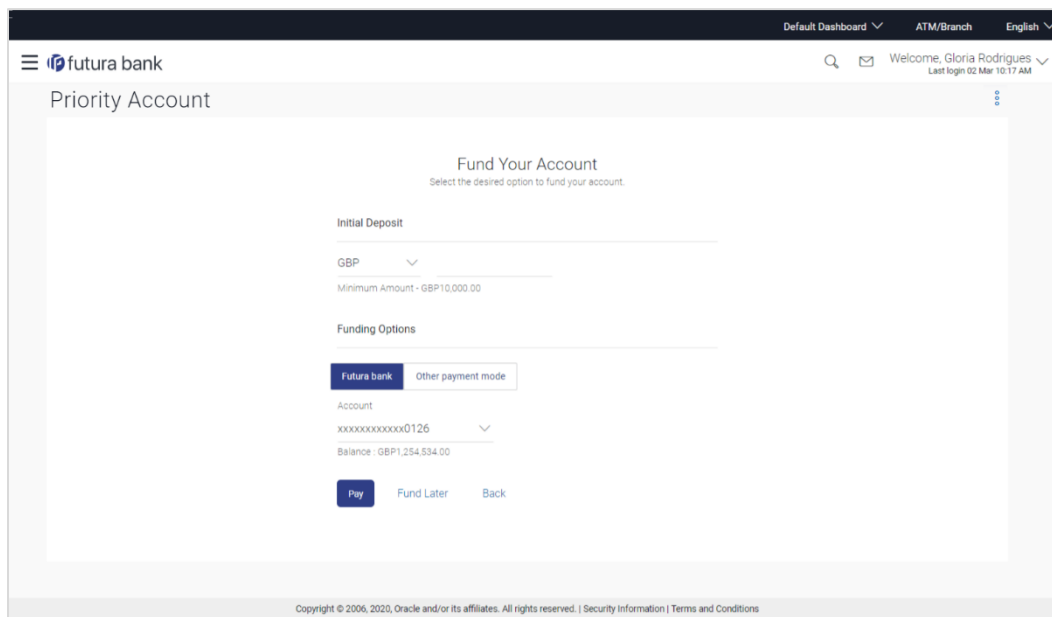 Default Dashboard ATM/Branch English
futura bank Welcome, Gloria Rodrigues
Last login 02 Mar 10:17 AM
Priority Account
Fund Your Account
Select the desired option to fund your account.
Initial Deposit
GBP
Minimum Amount - GBP10,000.00
Funding Options
Futura bank Other payment mode
Account
xxxxxxxxxxxx0126
Balance : GBP1,254,534.00
Pay Fund Later Back
Copyright © 2006, 2020, Oracle and/or its affiliates. All rights reserved. | Security Information | Terms and Conditions